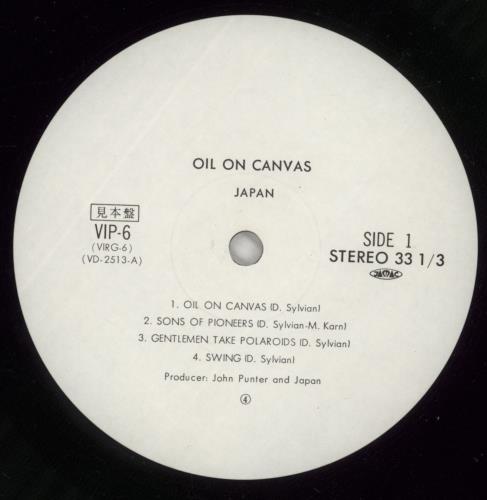 OIL ON CANVAS
JAPAN
見本盤
VIP-6
(VIRG-6)
(VD-2513-A)
SIDE 1
STEREO 33 1/3
1. OIL ON CANVAS (D. Sylvian)
2. SONS OF PIONEERS (D. Sylvian-M. Karn)
3. GENTLEMEN TAKE POLAROIDS (D. Sylvian)
4. SWING (D. Sylvian)
Producer: John Punter and Japan
④